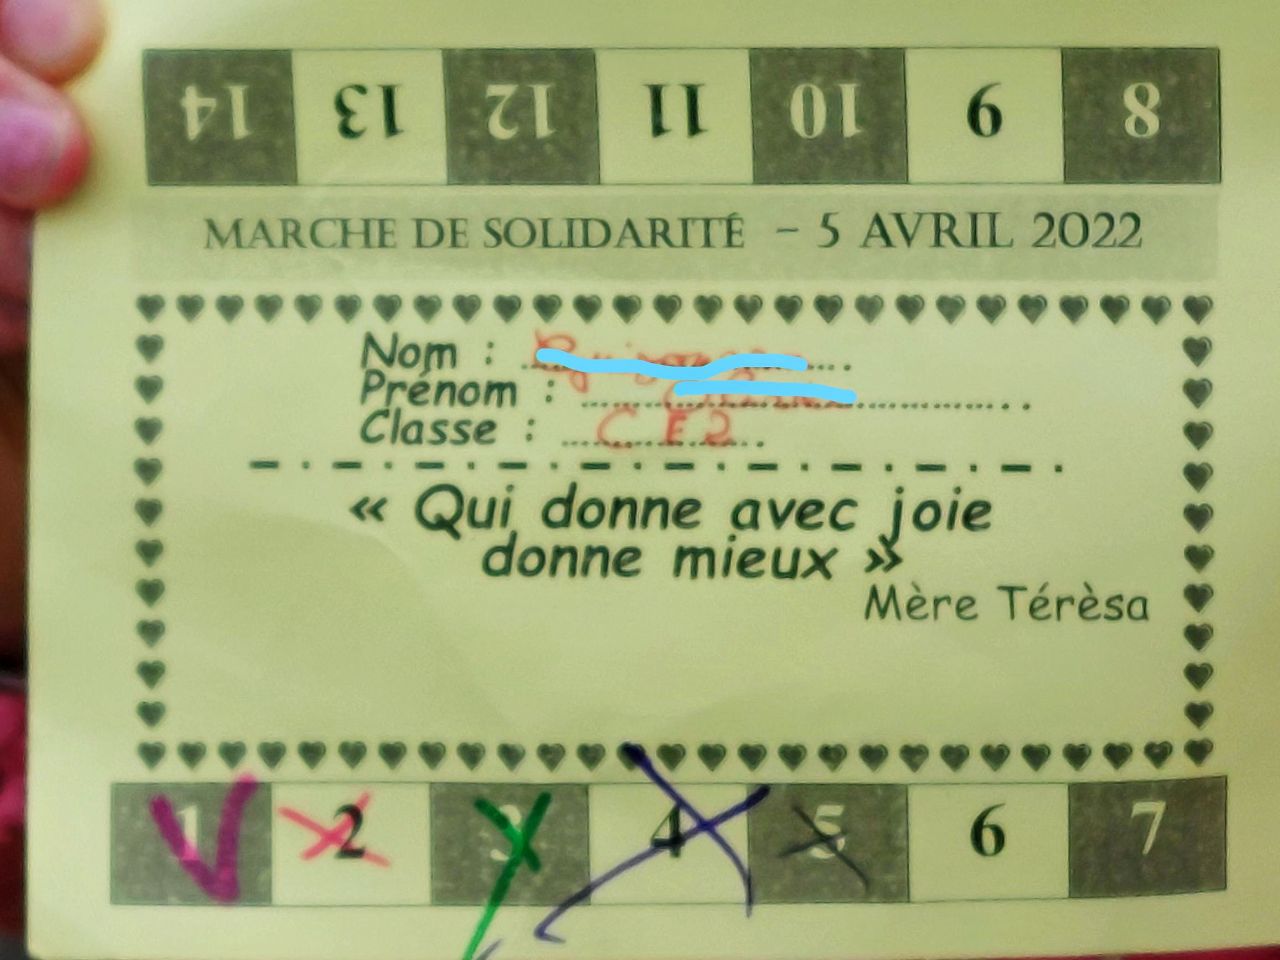 14 13 12 11 10 9 8
MARCHE DE SOLIDARITÉ - 5 AVRIL 2022
Nom :
Prénom :
Classe : CE2
« Qui donne avec joie
donne mieux »
Mère Térèsa
1 2 3 4 5 6 7